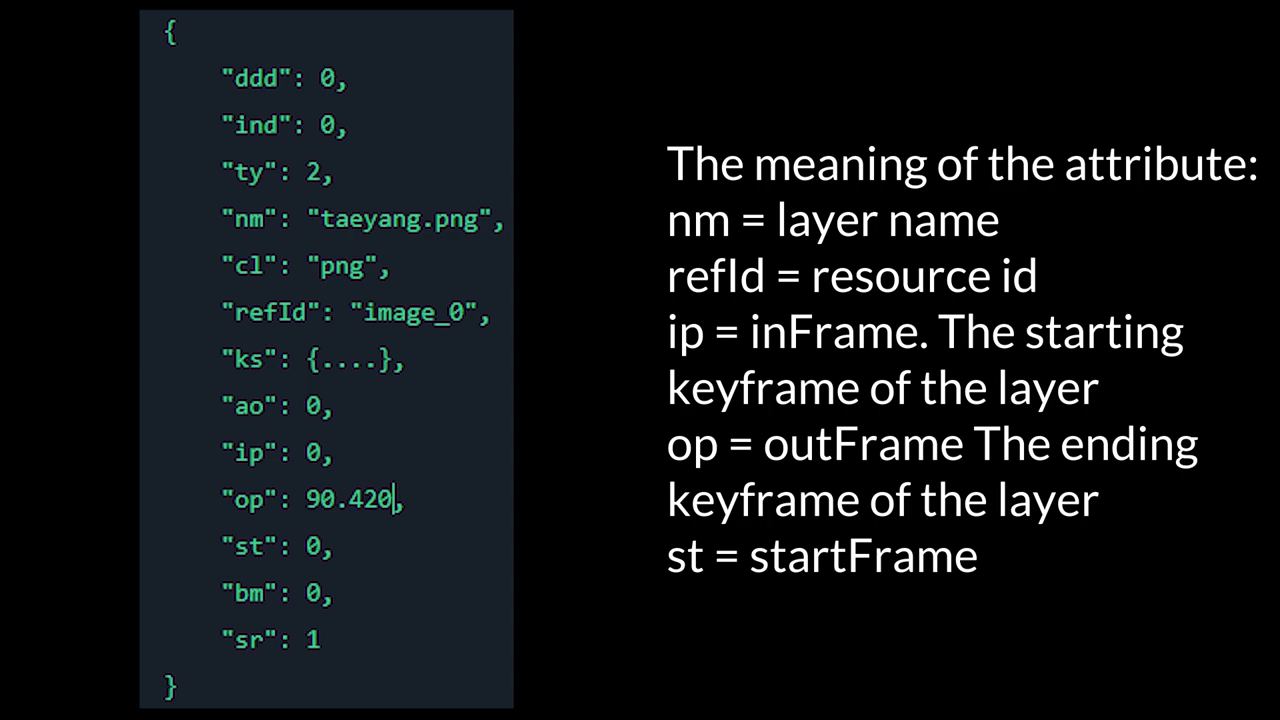 {
"ddd": 0,
"ind": 0,
"ty": 2,
"nm": "taeyang.png",
"cl": "png",
"refId": "image_0",
"ks": {....},
"ao": 0,
"ip": 0,
"op": 90.420,
"st": 0,
"bm": 0,
"sr": 1
}
The meaning of the attribute:
nm = layer name
refId = resource id
ip = inFrame. The starting
keyframe of the layer
op = outFrame The ending
keyframe of the layer
st = startFrame